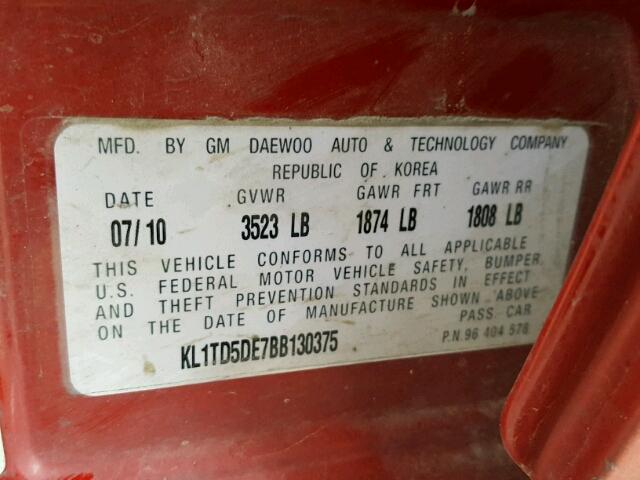 MFD. BY GM DAEWOO AUTO & TECHNOLOGY COMPANY
REPUBLIC OF KOREA
DATE GVWR GAWR FRT GAWR RR
07/10 3523 LB 1874 LB 1808 LB
THIS VEHICLE CONFORMS TO ALL APPLICABLE
U.S. FEDERAL MOTOR VEHICLE SAFETY, BUMPER,
AND THEFT PREVENTION STANDARDS IN EFFECT
ON THE DATE OF MANUFACTURE SHOWN ABOVE
PASS CAR
KL1TD5DE7BB130375 P.N.96 404 578